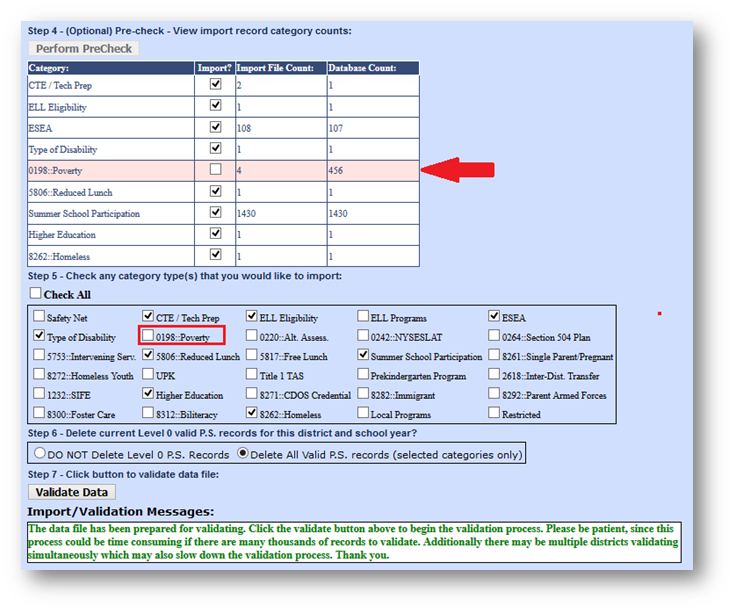 Step 4 - (Optional) Pre-check - View import record category counts:
Perform PreCheck
Category: Import? Import File Count: Database Count:
CTE / Tech Prep 2 1
ELL Eligibility 1 1
ESEA 108 107
Type of Disability 1 1
0198::Poverty 4 456
5806::Reduced Lunch 1 1
Summer School Participation 1430 1430
Higher Education 1 1
8262::Homeless 1 1
Step 5 - Check any category type(s) that you would like to import:
Check All
Safety Net CTE / Tech Prep ELL Eligibility ELL Programs ESEA
Type of Disability 0198::Poverty 0220::Alt. Assess. 0242::NYSESLAT 0264::Section 504 Plan
5753::Intervening Serv. 5806::Reduced Lunch 5817::Free Lunch Summer School Participation 8261::Single Parent/Pregnant
8272::Homeless Youth UPK Title 1 TAS Prekindergarten Program 2618::Inter-Dist. Transfer
1232::SIFE Higher Education 8271::CDOS Credential 8282::Immigrant 8292::Parent Armed Forces
8300::Foster Care 8312::Biliteracy 8262::Homeless Local Programs Restricted
Step 6 - Delete current Level 0 valid P.S. records for this district and school year?
DO NOT Delete Level 0 P.S. Records Delete All Valid P.S. records (selected categories only)
Step 7 - Click button to validate data file:
Validate Data
Import/Validation Messages:
The data file has been prepared for validating. Click the validate button above to begin the validation process. Please be patient, since this
process could be time consuming if there are many thousands of records to validate. Additionally there may be multiple districts validating
simultaneously which may also slow down the validation process. Thank you.